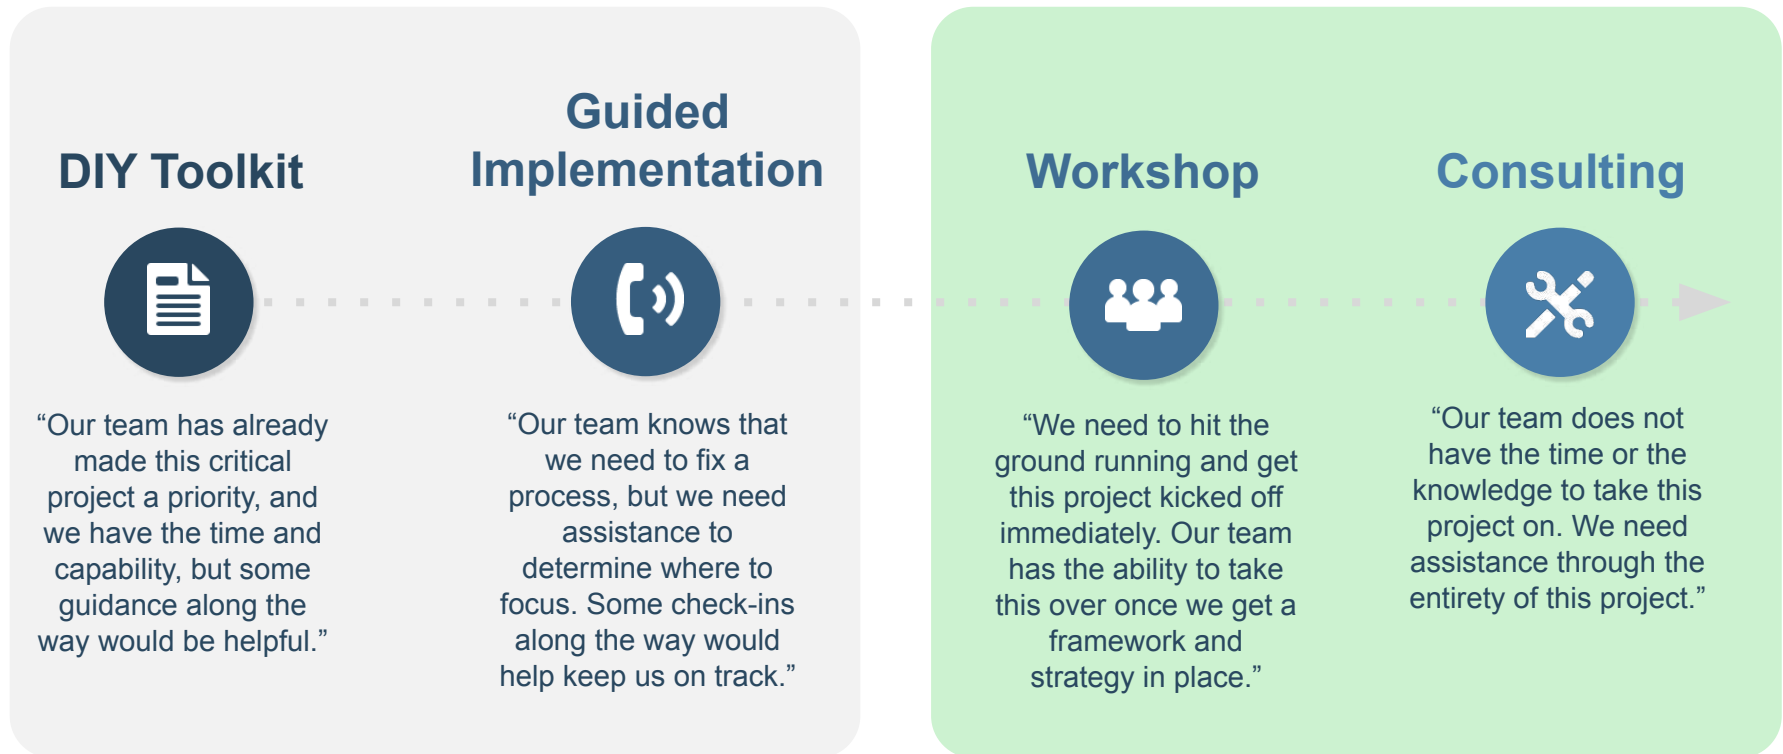 DIY Toolkit
“Our team has already
made this critical
project a priority, and
we have the time and
capability, but some
guidance along the
way would be helpful.”
Guided
Implementation
“Our team knows that
we need to fix a
process, but we need
assistance to
determine where to
focus. Some check-ins
along the way would
help keep us on track.”
Workshop
“We need to hit the
ground running and get
this project kicked off
immediately. Our team
has the ability to take
this over once we get a
framework and
strategy in place.”
Consulting
“Our team does not
have the time or the
knowledge to take this
project on. We need
assistance through the
entirety of this project.”